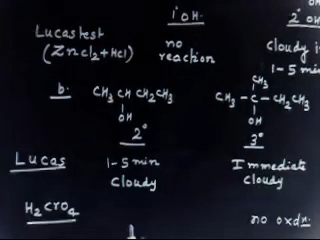 1° OH.
2° OH
Lucas test
(ZnCl2 + HCl)
no
reaction
cloudy i
1-5 min
b.
CH3 CH CH2CH3
OH
2°
CH3
CH3 - C - CH2CH3
OH
3°
Lucas
1-5 min
cloudy
Immediate
cloudy
H2CrO4
no oxdn.